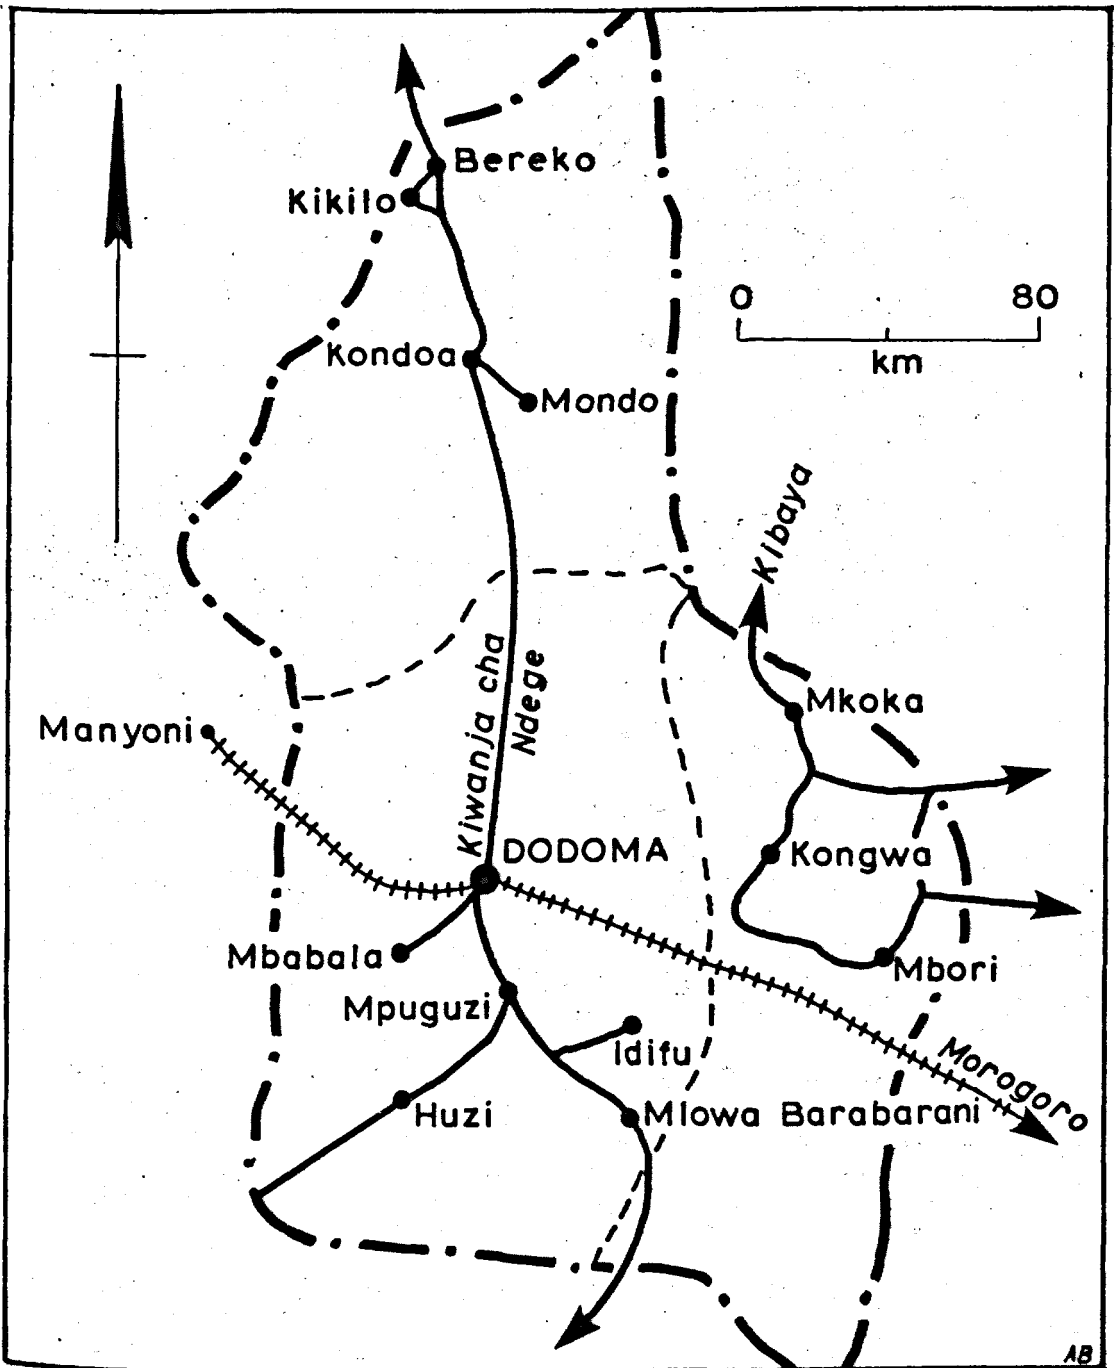 Bereko
Kikilo
0 80
km
Kondoa
Mondo
Kibaya
Kiwanja cha
Ndege
Mkoka
Manyoni
DODOMA
Kongwa
Mbabala
Mbori
Mpuguzi
Idifu
Morogoro
Huzi
Mlowa Barabarani
AB